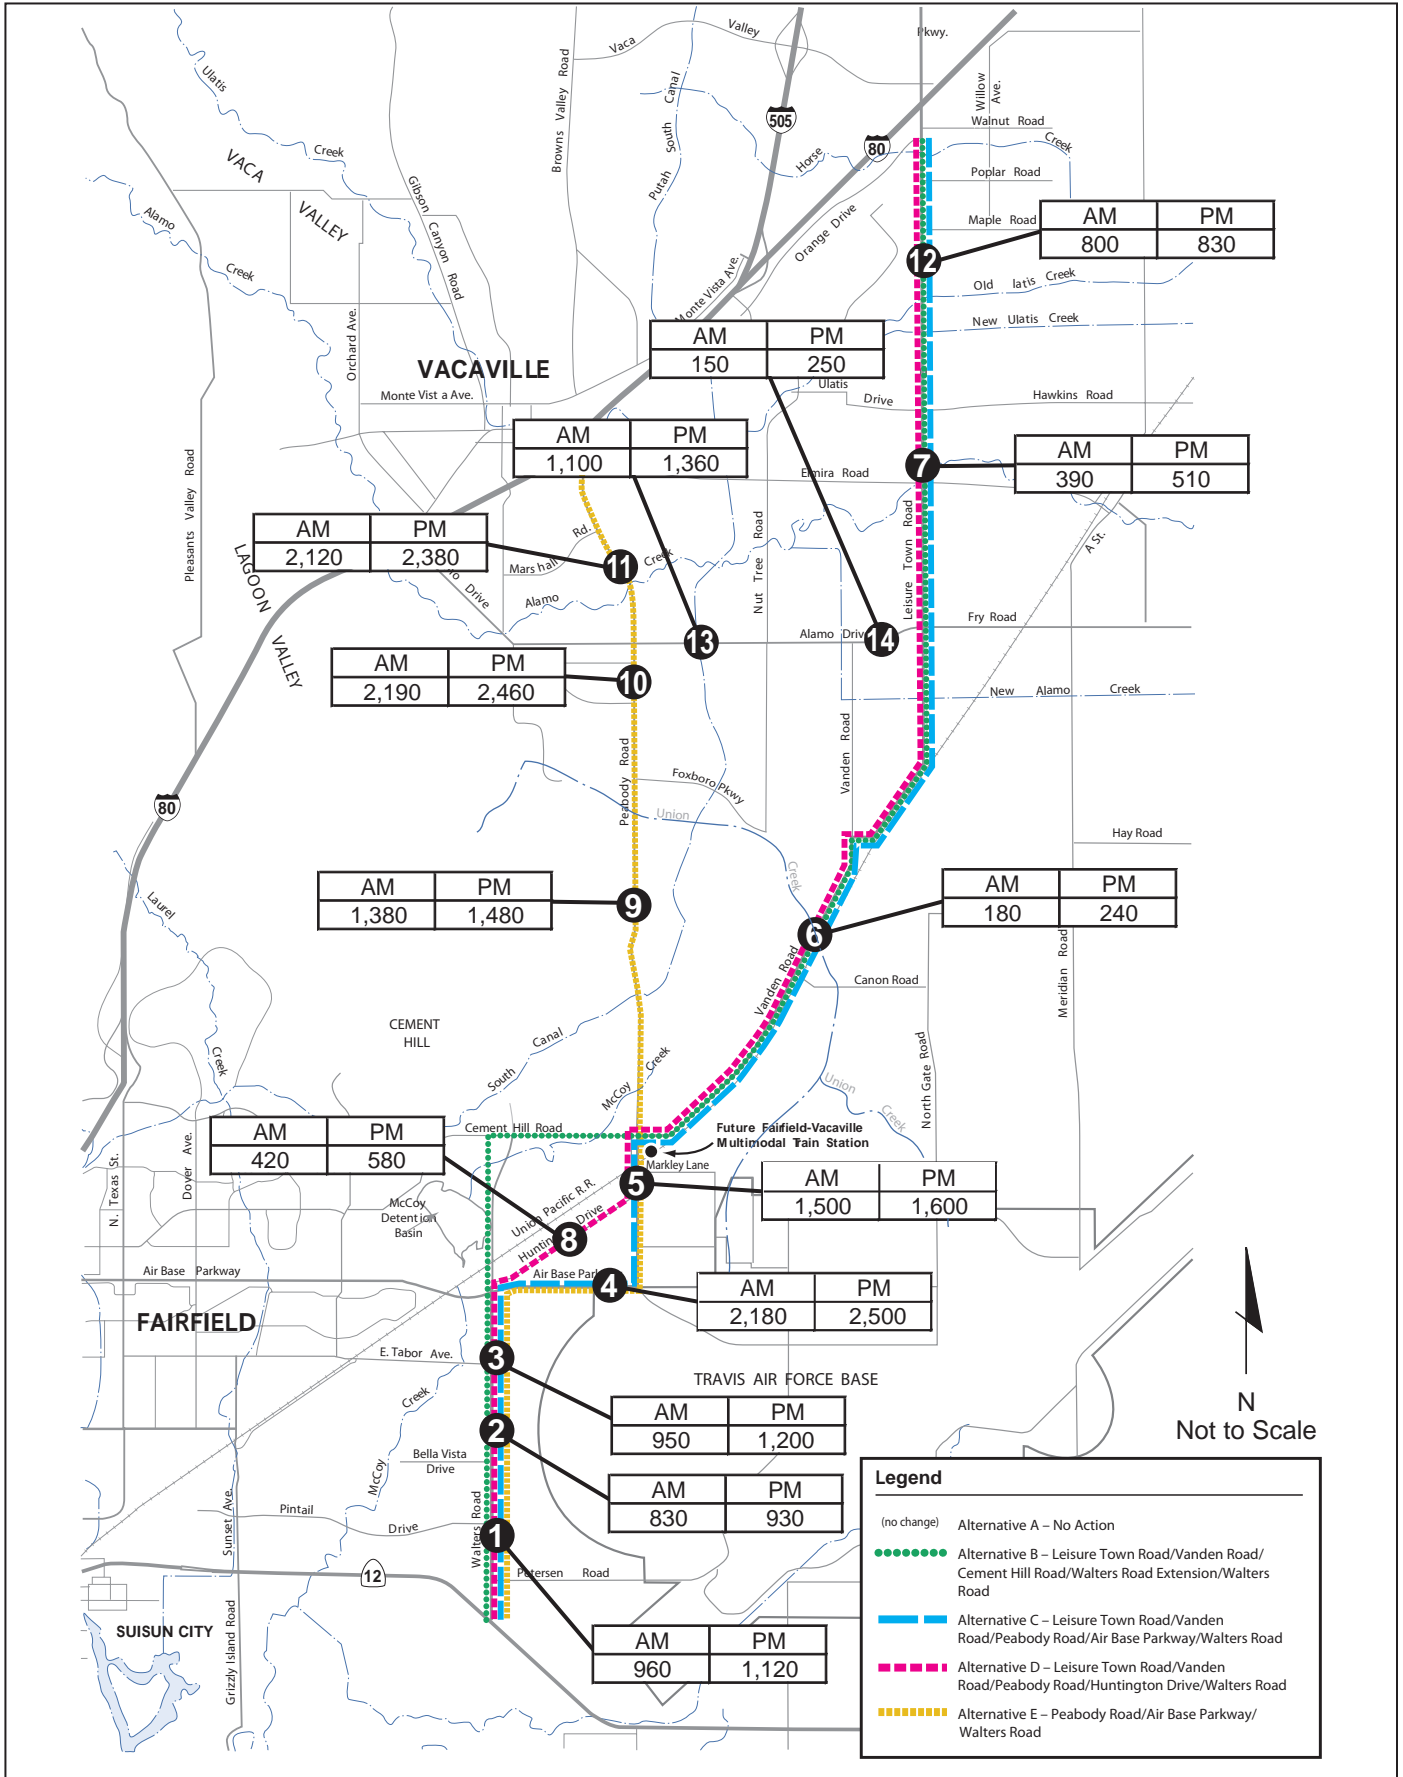 Pkwy.
Valley
Vaca
Browns Valley Road
Putah South Canal
505
80
Willow Ave.
Walnut Road
Creek
Horse
Poplar Road
Maple Road
Ulatis
Creek
VACA
VALLEY
Gibson Canyon Road
Alamo
Creek
Orange Drive
Monte Vista Ave.
AM PM
800 830
12
Old latis Creek
New Ulatis Creek
AM PM
150 250
Orchard Ave.
VACAVILLE
Monte Vist a Ave.
Ulatis
Drive
Hawkins Road
AM PM
1,100 1,360
Elmira Road
7
AM PM
390 510
Pleasants Valley Road
AM PM
2,120 2,380
LAGOON
VALLEY
Drive
Mars hall Rd.
11
Creek
Alamo
Nut Tree Road
Leisure Town Road
A St.
Fry Road
13
Alamo Driv
14
AM PM
2,190 2,460
10
New Alamo Creek
Peabody Road
Foxboro Pkwy
Vanden Road
Union
Creek
80
Hay Road
Laurel
Creek
AM PM
1,380 1,480
9
6
AM PM
180 240
Meridian Road
Vanden Road
Canon Road
CEMENT
HILL
South Canal
McCoy Creek
Union
Creek
North Gate Road
AM PM
420 580
Cement Hill Road
Future Fairfield-Vacaville
Multimodal Train Station
Markley Lane
N. Texas St.
Dover Ave.
McCoy
Detention
Basin
Union Pacific R.R.
5
AM PM
1,500 1,600
Drive
8
Air Base Parkway
Air Base Park
4
AM PM
2,180 2,500
FAIRFIELD
E. Tabor Ave.
3
TRAVIS AIR FORCE BASE
AM PM
950 1,200
N
Not to Scale
Creek
2
Bella Vista
Drive
McCoy
AM PM
830 930
Sunset Ave.
Pintail
Drive
Walters Road
1
12
Petersen Road
SUISUN CITY
Grizzly Island Road
AM PM
960 1,120
Legend
(no change) Alternative A – No Action
Alternative B – Leisure Town Road/Vanden Road/
Cement Hill Road/Walters Road Extension/Walters
Road
Alternative C – Leisure Town Road/Vanden
Road/Peabody Road/Air Base Parkway/Walters Road
Alternative D – Leisure Town Road/Vanden
Road/Peabody Road/Huntington Drive/Walters Road
Alternative E – Peabody Road/Air Base Parkway/
Walters Road